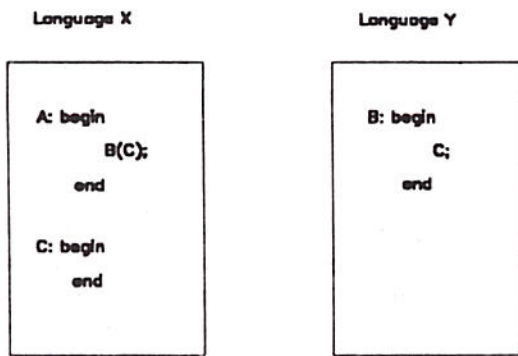 Language X
A: begin
B(C);
end
C: begin
end
Language Y
B: begin
C;
end